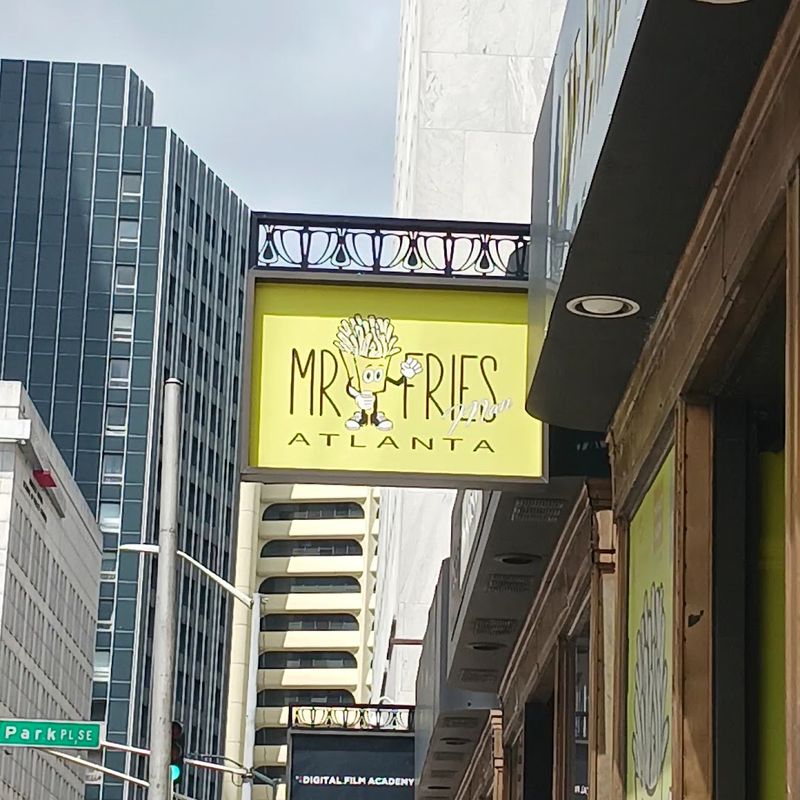 MR FRIES
Man
ATLANTA
Park PL SE
DIGITAL FILM ACADEMY